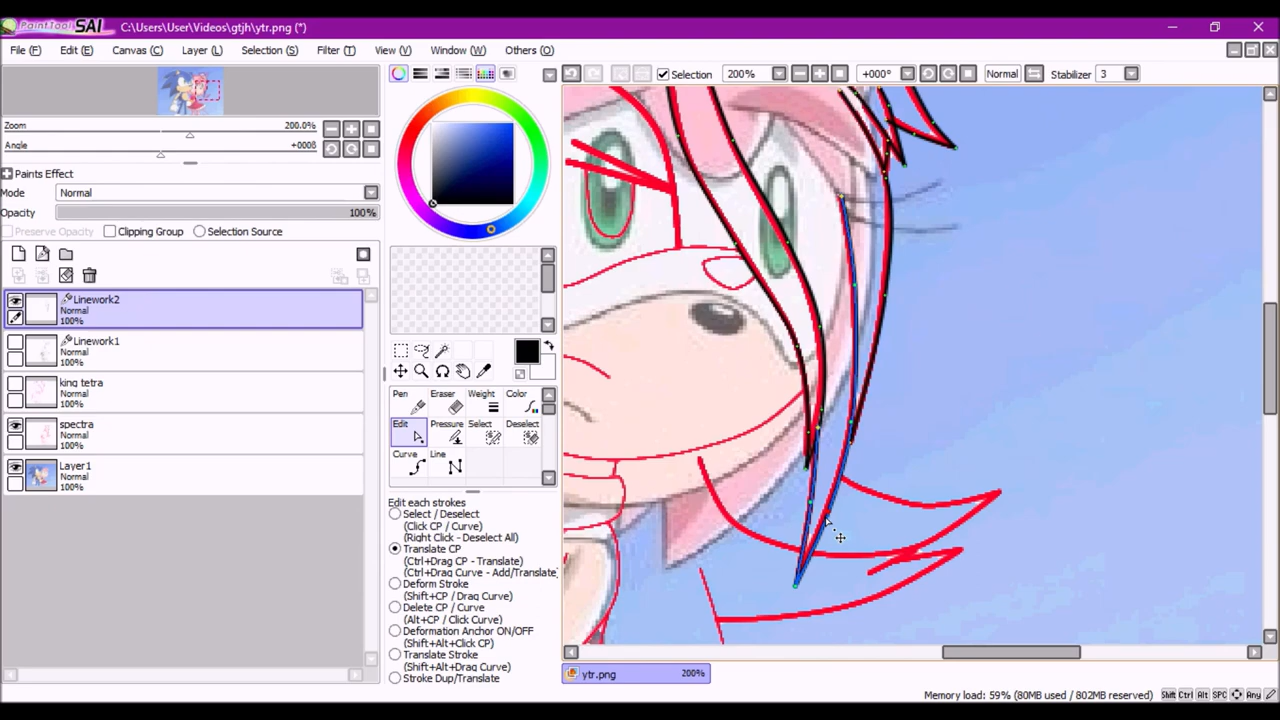 PaintTool SAI C:\Users\User\Videos\gtjh\ytr.png (*)
File (F) Edit (E) Canvas (C) Layer (L) Selection (S) Filter (T) View (V) Window (W) Others (O)
Selection 200% +000° Normal Stabilizer 3
Zoom 200.0%
Angle +0008
Paints Effect
Mode Normal
Opacity 100%
Preserve Opacity Clipping Group Selection Source
Linework2
Normal
100%
Linework1
Normal
100%
king tetra
Normal
100%
spectra
Normal
100%
Layer1
Normal
100%
Pen Eraser Weight Color
Edit Pressure Select Deselect
Curve Line
Edit each strokes
Select / Deselect
(Click CP / Curve)
(Right Click - Deselect All)
Translate CP
(Ctrl+Drag CP - Translate)
(Ctrl+Drag Curve - Add/Translate)
Deform Stroke
(Shift+CP / Drag Curve)
Delete CP / Curve
(Alt+CP / Click Curve)
Deformation Anchor ON/OFF
(Shift+Alt+Click CP)
Translate Stroke
(Shift+Alt+Drag Curve)
Stroke Dup/Translate
ytr.png 200%
Memory load: 59% (80MB used / 802MB reserved) Shift Ctrl Alt SPC Any